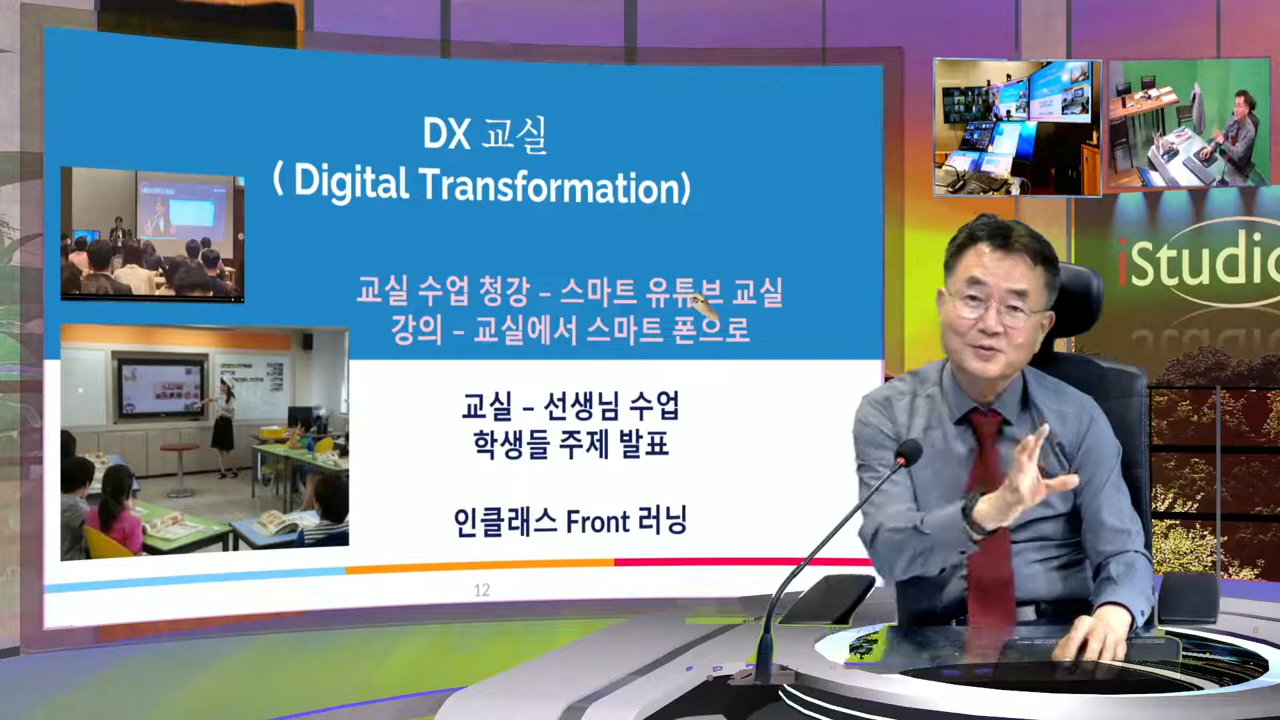 DX 교실
( Digital Transformation)
교실 수업 청강 – 스마트 유튜브 교실
강의 – 교실에서 스마트 폰으로
교실 – 선생님 수업
학생들 주제 발표
인클래스 Front 러닝
12
iStudio